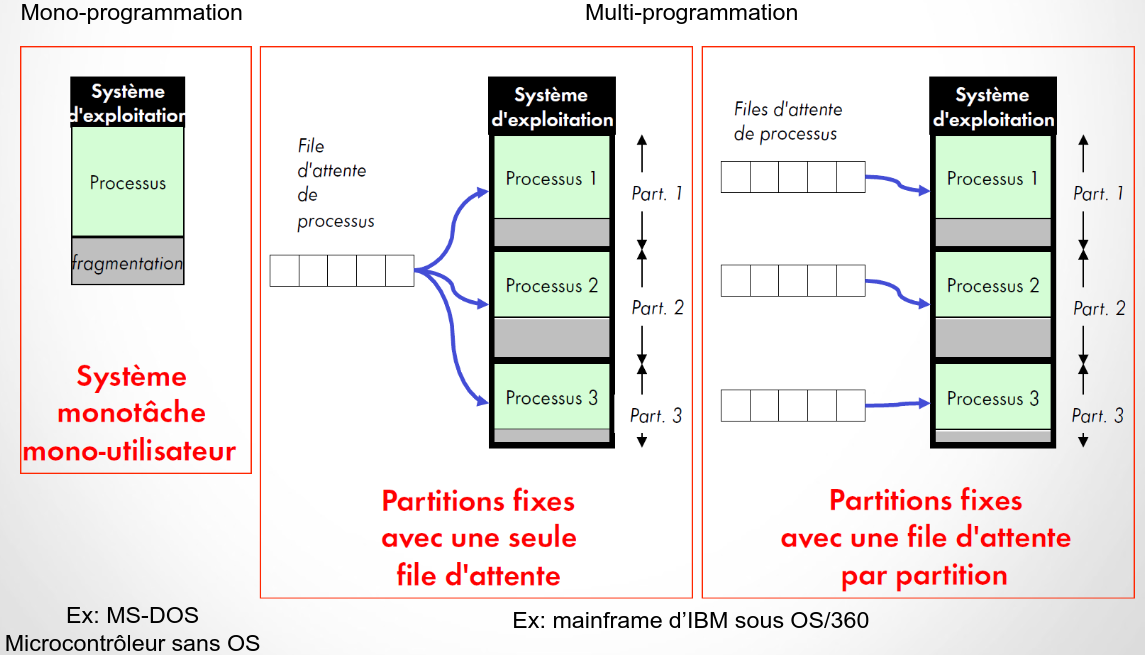 Mono-programmation
Multi-programmation
Système
d'exploitation
Processus
fragmentation
Système
monotâche
mono-utilisateur
Ex: MS-DOS
Microcontrôleur sans OS
File
d'attente
de
processus
Système
d'exploitation
Processus 1
Part. 1
Processus 2
Part. 2
Processus 3
Part. 3
Partitions fixes
avec une seule
file d'attente
Files d'attente
de processus
Système
d'exploitation
Processus 1
Part. 1
Processus 2
Part. 2
Processus 3
Part. 3
Partitions fixes
avec une file d'attente
par partition
Ex: mainframe d’IBM sous OS/360